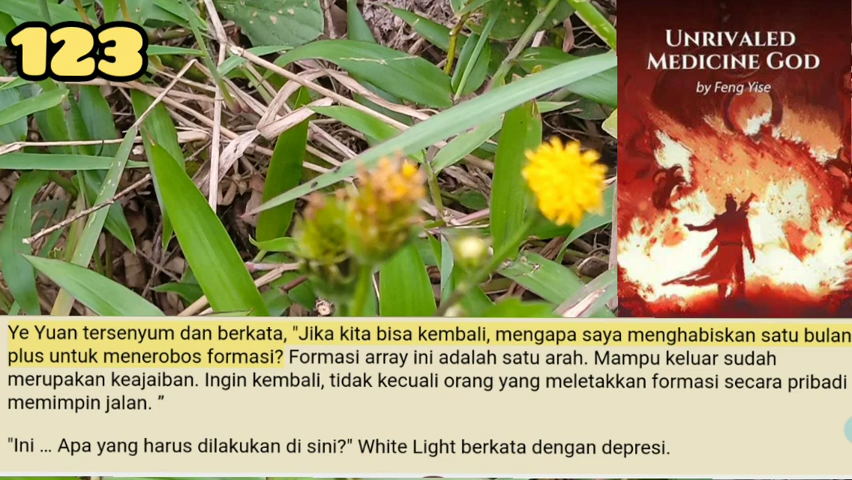 123
UNRIVALED
MEDICINE GOD
by Feng Yise
Ye Yuan tersenyum dan berkata, "Jika kita bisa kembali, mengapa saya menghabiskan satu bulan
plus untuk menerobos formasi? Formasi array ini adalah satu arah. Mampu keluar sudah
merupakan keajaiban. Ingin kembali, tidak kecuali orang yang meletakkan formasi secara pribadi
memimpin jalan. ”
"Ini ... Apa yang harus dilakukan di sini?" White Light berkata dengan depresi.